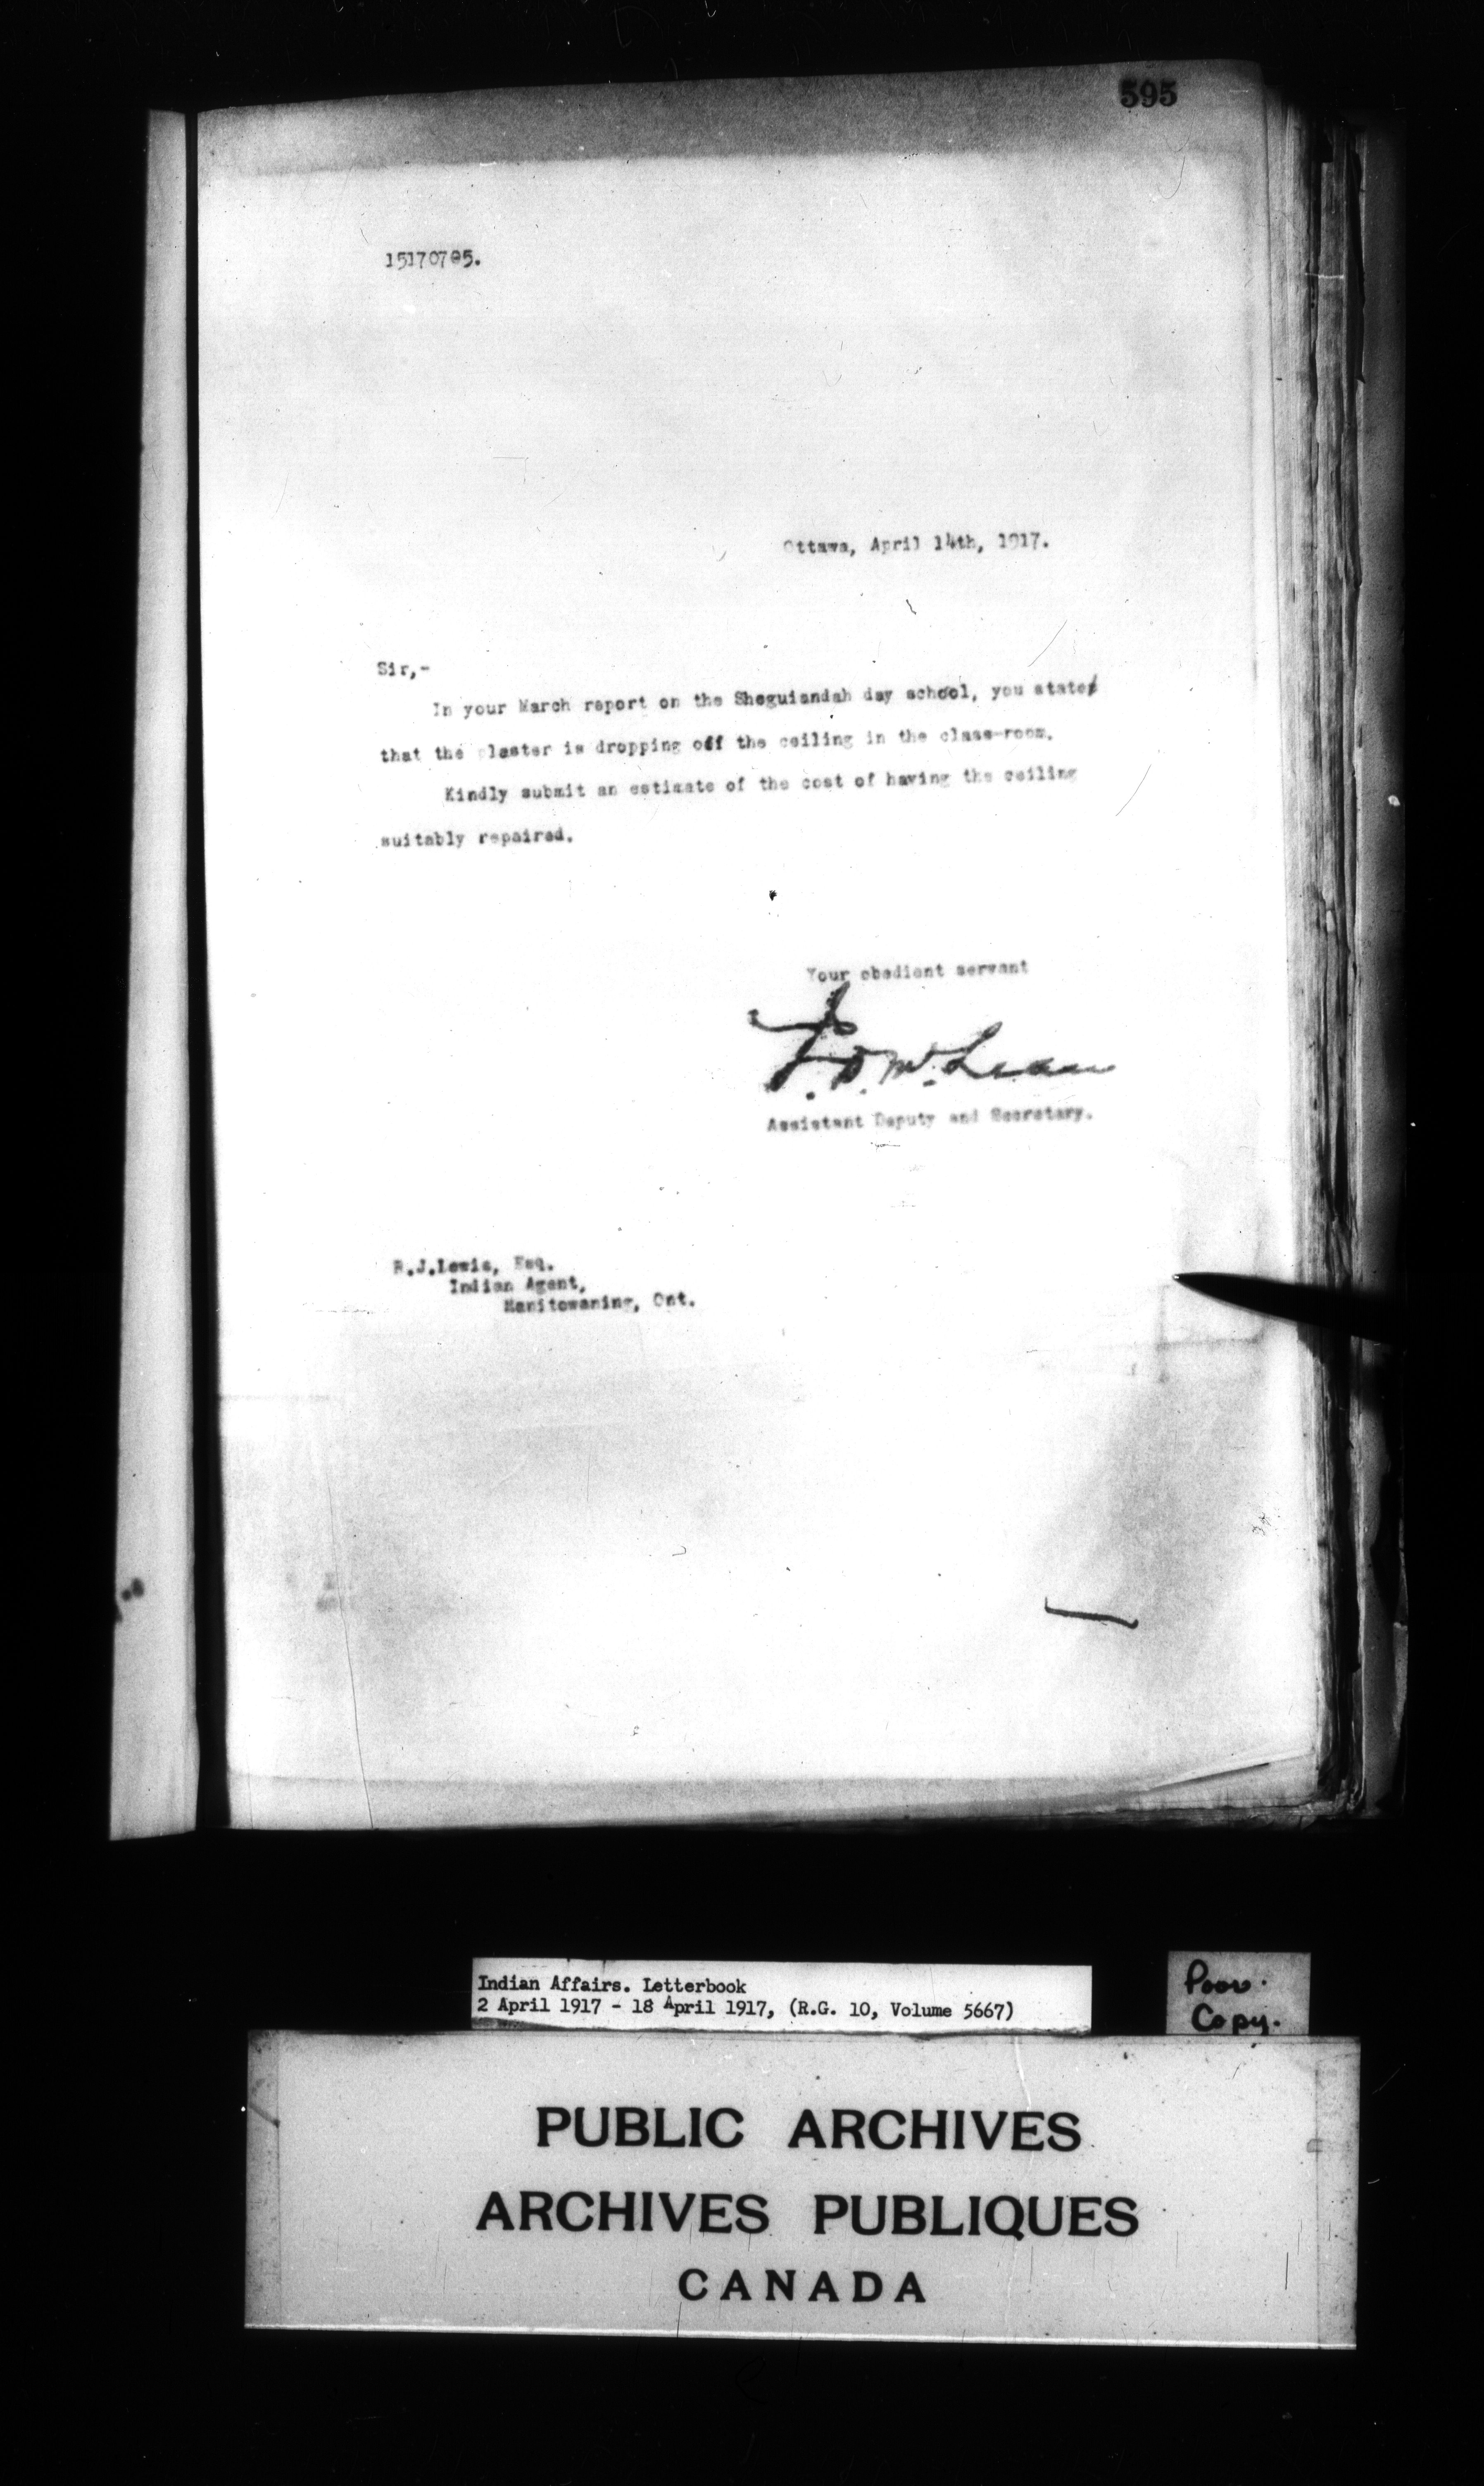 595
Ottawa, April 14th, 1917.
Sir,-
In your March report on the Sheguiandah day school, you state
that the plaster is dropping off the ceiling in the class-room.
Kindly submit an estimate of the cost of having the ceiling
suitably repaired.
Your obedient servant
J. D. McLean
Assistant Deputy and Secretary.
R.J.Lewis, Esq.
Indian Agent,
Manitowaning, Ont.
Indian Affairs. Letterbook
2 April 1917 - 18 April 1917, (R.G. 10, Volume 5667)
Poor
Copy.
PUBLIC ARCHIVES
ARCHIVES PUBLIQUES
CANADA